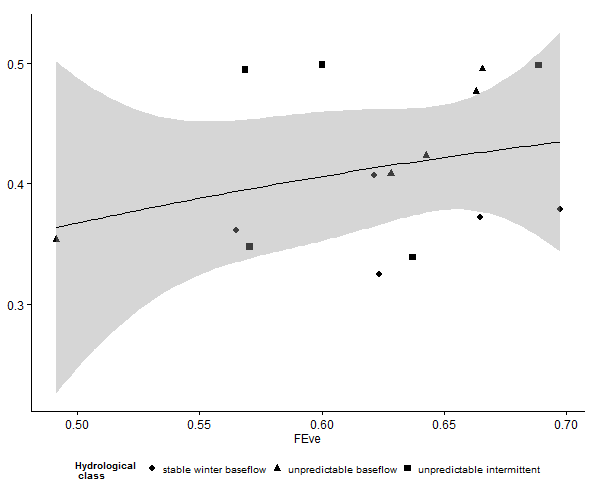 0.5
0.4
0.3
0.50 0.55 0.60 0.65 0.70
FEve
Hydrological
class
stable winter baseflow unpredictable baseflow unpredictable intermittent